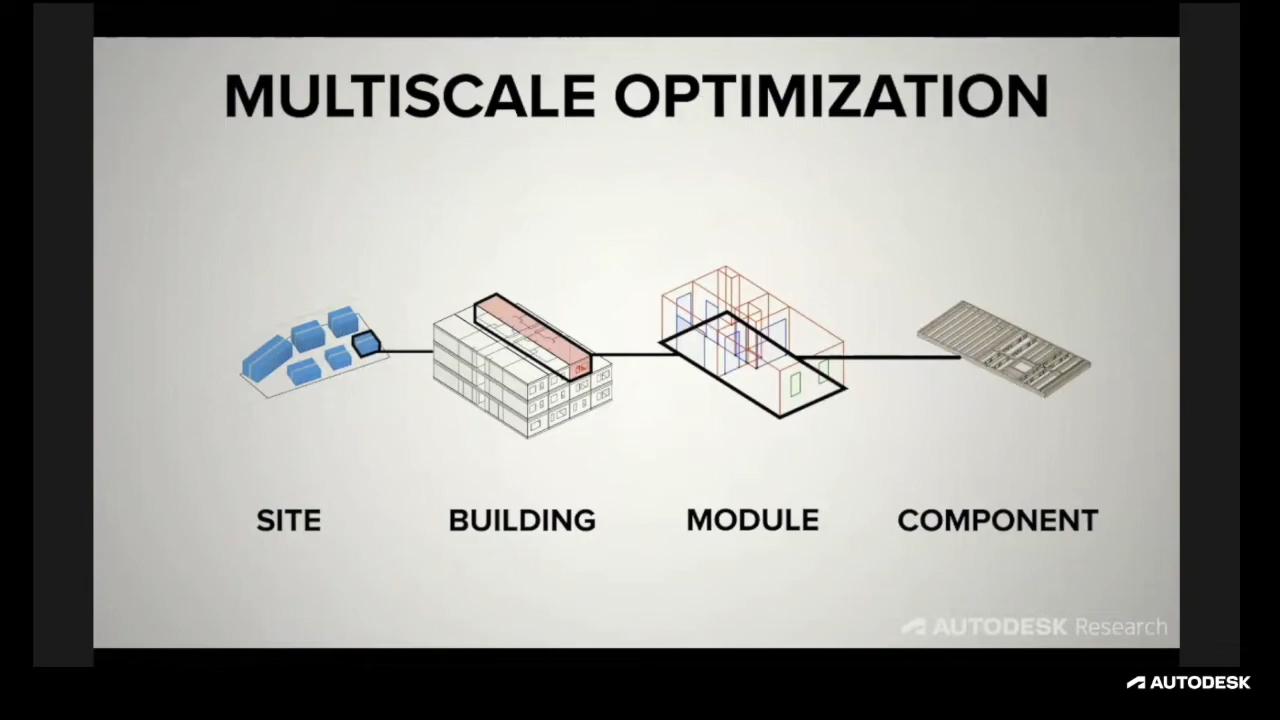 MULTISCALE OPTIMIZATION
SITE
BUILDING
MODULE
COMPONENT
AUTODESK Research
AUTODESK